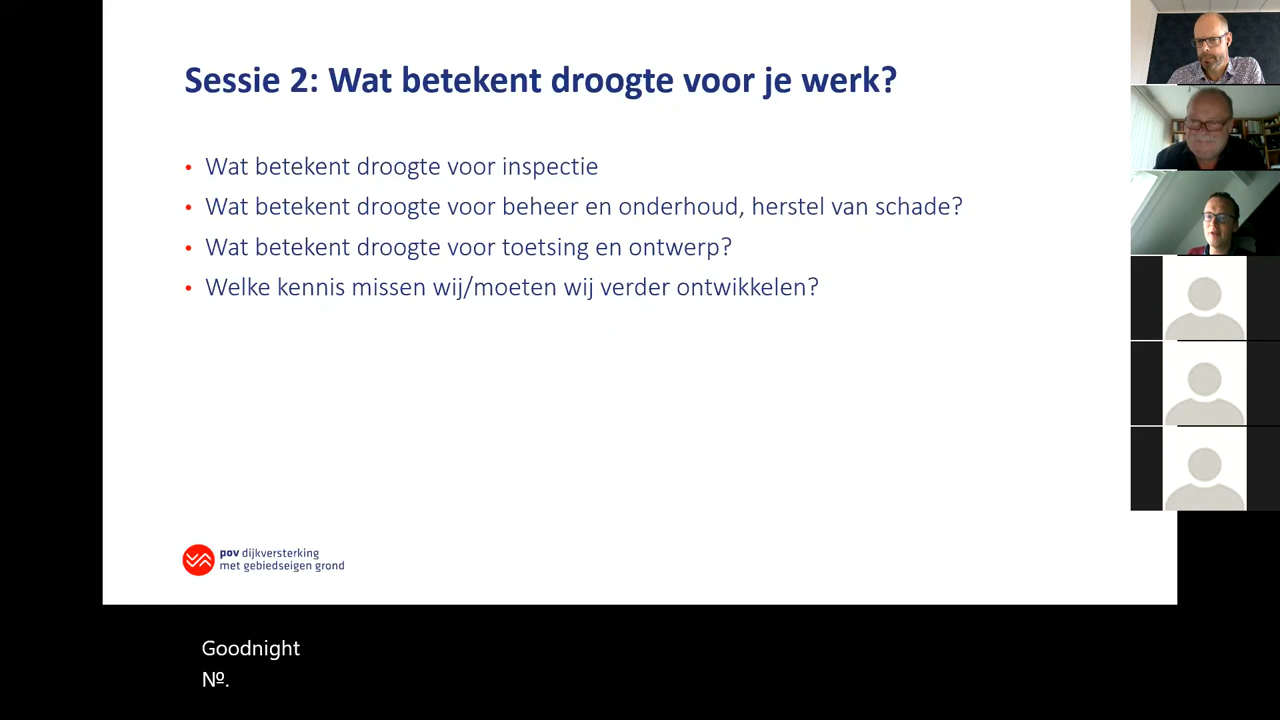 Sessie 2: Wat betekent droogte voor je werk?
• Wat betekent droogte voor inspectie
• Wat betekent droogte voor beheer en onderhoud, herstel van schade?
• Wat betekent droogte voor toetsing en ontwerp?
• Welke kennis missen wij/moeten wij verder ontwikkelen?
pov dijkversterking
met gebiedseigen grond
Goodnight
№.